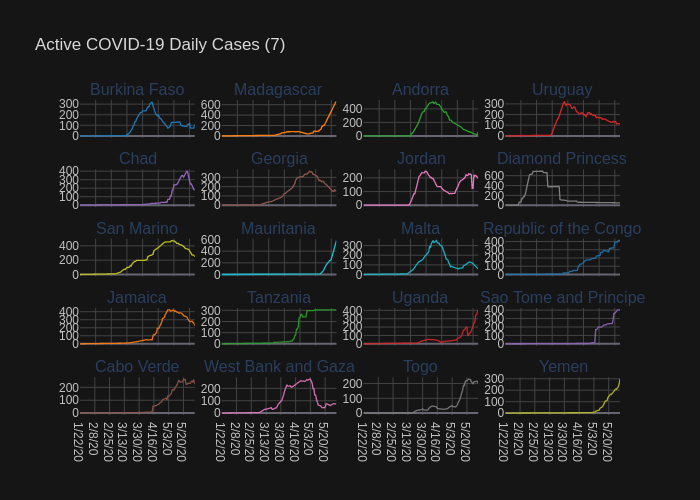 Active COVID-19 Daily Cases (7)
Burkina Faso Madagascar Andorra Uruguay
300 200 100 0
600 400 200 0
400 200 0
300 200 100 0
Chad Georgia Jordan Diamond Princess
400 300 200 100 0
300 200 100 0
200 100 0
600 400 200 0
San Marino Mauritania Malta Republic of the Congo
400 200 0
600 400 200 0
300 200 100 0
400 300 200 100 0
Jamaica Tanzania Uganda Sao Tome and Principe
400 300 200 100 0
300 200 100 0
400 300 200 100 0
400 200 0
Cabo Verde West Bank and Gaza Togo Yemen
200 100 0
200 100 0
200 100 0
300 200 100 0
1/22/20 2/8/20 2/25/20 3/13/20 3/30/20 4/16/20 5/3/20 5/20/20
1/22/20 2/8/20 2/25/20 3/13/20 3/30/20 4/16/20 5/3/20 5/20/20
1/22/20 2/8/20 2/25/20 3/13/20 3/30/20 4/16/20 5/3/20 5/20/20
1/22/20 2/8/20 2/25/20 3/13/20 3/30/20 4/16/20 5/3/20 5/20/20